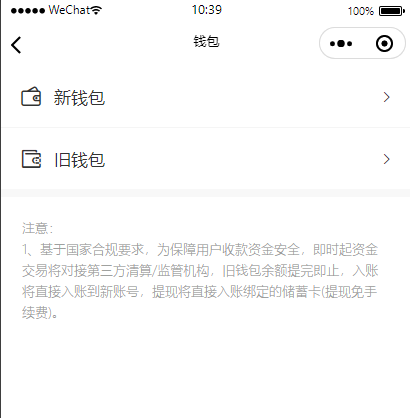 WeChat 10:39 100%
钱包
新钱包
旧钱包
注意：
1、基于国家合规要求，为保障用户收款资金安全，即时起资金
交易将对接第三方清算/监管机构，旧钱包余额提完即止，入账
将直接入账到新账号，提现将直接入账绑定的储蓄卡(提现免手
续费)。